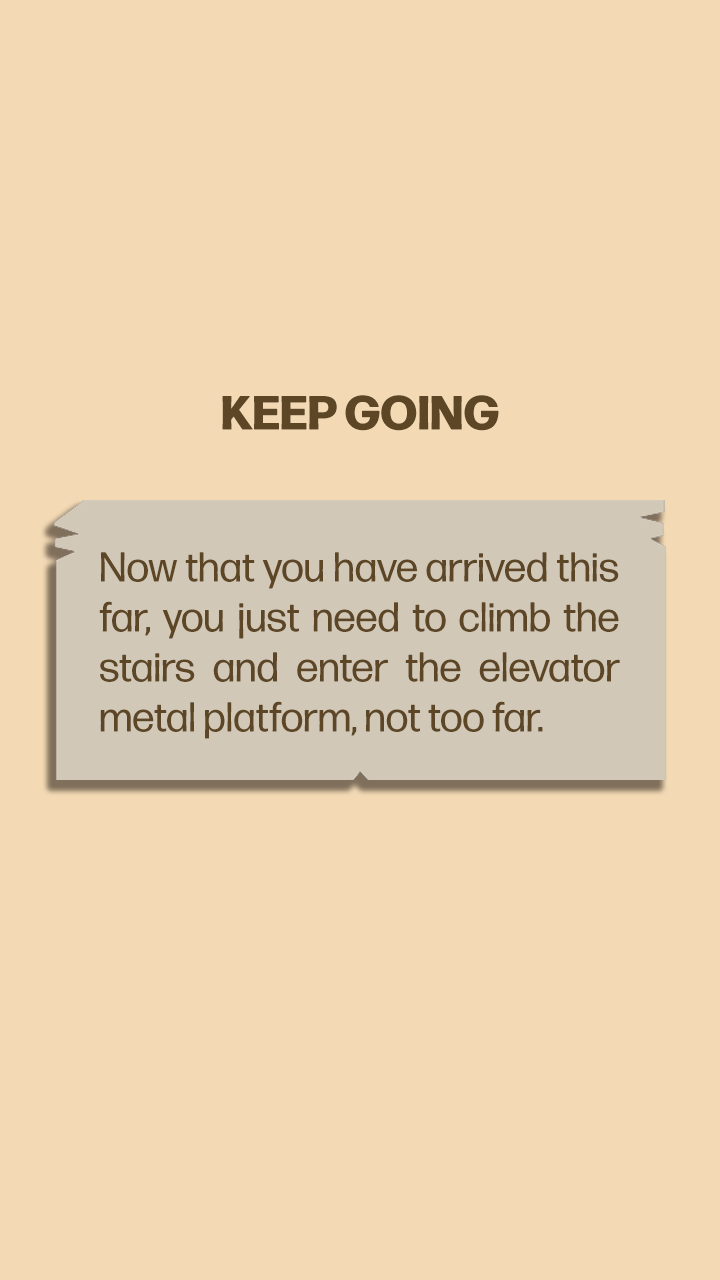 KEEP GOING
Now that you have arrived this
far, you just need to climb the
stairs and enter the elevator
metal platform, not too far.